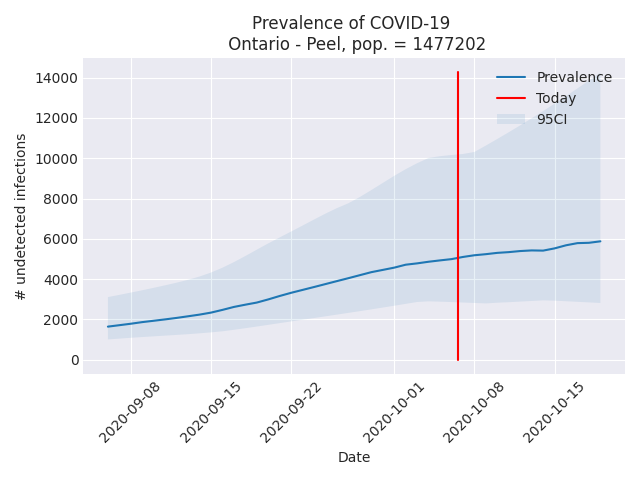 Prevalence of COVID-19
Ontario - Peel, pop. = 1477202
14000
12000
10000
8000
6000
4000
2000
0
# undetected infections
Prevalence
Today
95CI
2020-09-08
2020-09-15
2020-09-22
2020-10-01
2020-10-08
2020-10-15
Date